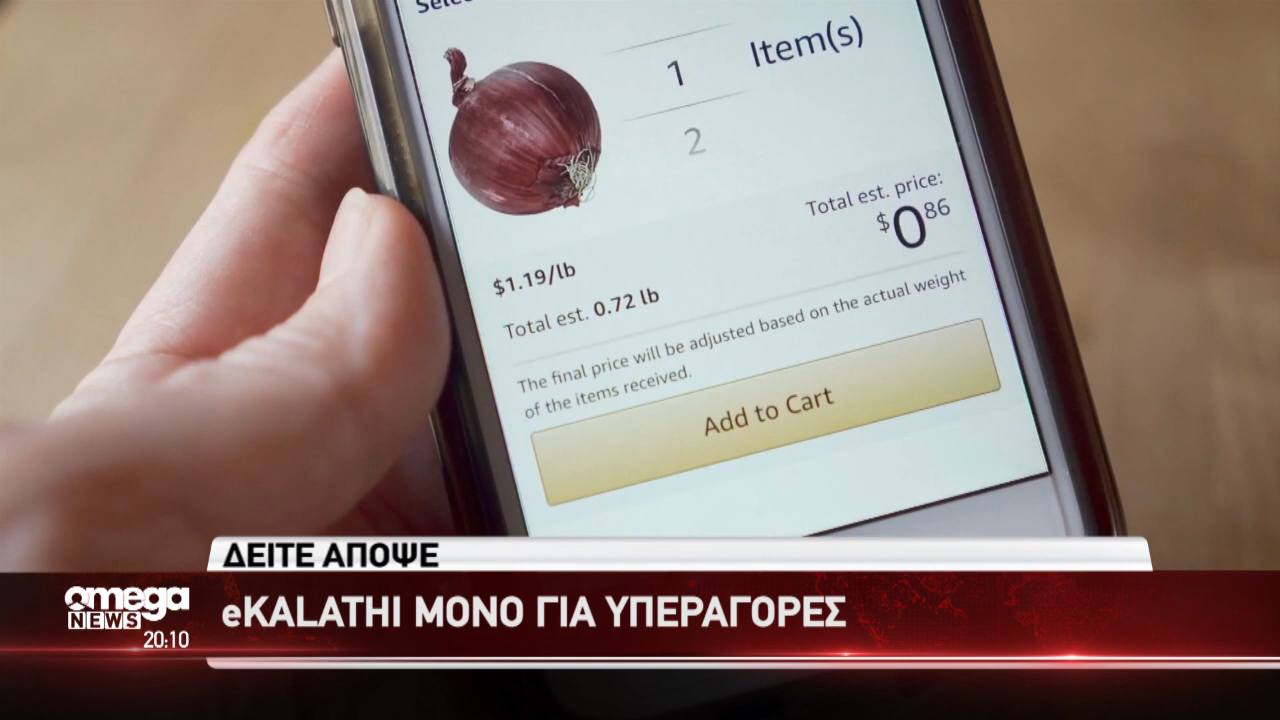 Item(s)
1
2
Total est. price:
$0 86
$1.19/lb
Total est. 0.72 lb
The final price will be adjusted based on the actual weight
of the items received.
Add to Cart
ΔΕΙΤΕ ΑΠΟΨΕ
eKALATHI ΜΟΝΟ ΓΙΑ ΥΠΕΡΑΓΟΡΕΣ
omega
NEWS
20:10